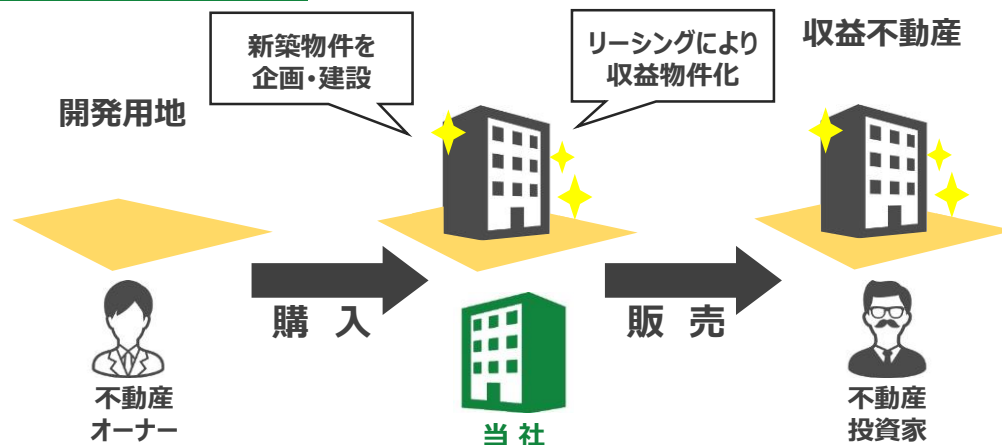 新築物件を
企画・建設
リーシングにより
収益物件化
収益不動産
開発用地
購 入
販 売
不動産
オーナー
当 社
不動産
投資家